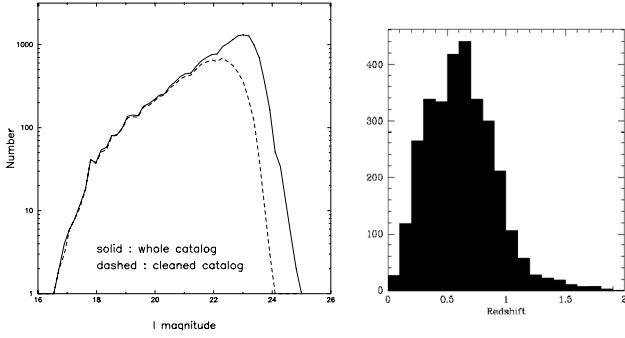 1000
100
10
1
Number
solid : whole catalog
dashed : cleaned catalog
16 18 20 22 24 26
I magnitude
400
300
200
100
0
0 0.5 1 1.5 2
Redshift